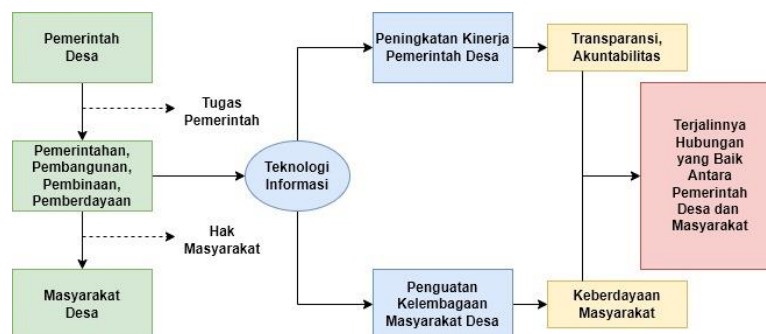 Pemerintah
Desa
Tugas
Pemerintah
Pemerintahan,
Pembangunan,
Pembinaan,
Pemberdayaan
Hak
Masyarakat
Masyarakat
Desa
Teknologi
Informasi
Peningkatan Kinerja
Pemerintah Desa
Transparansi,
Akuntabilitas
Penguatan
Kelembagaan
Masyarakat Desa
Keberdayaan
Masyarakat
Terjalinnya
Hubungan
yang Baik
Antara
Pemerintah
Desa dan
Masyarakat